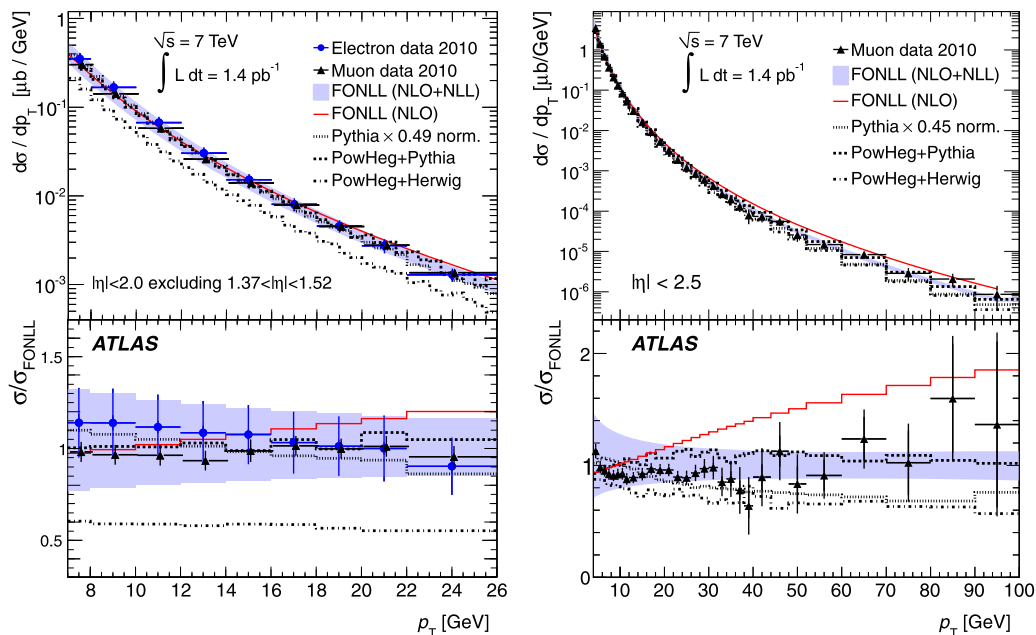 dσ / dp_T [μb / GeV]
1
10⁻¹
10⁻²
10⁻³
√s = 7 TeV
∫ L dt = 1.4 pb⁻¹
Electron data 2010
Muon data 2010
FONLL (NLO+NLL)
FONLL (NLO)
Pythia × 0.49 norm.
PowHeg+Pythia
PowHeg+Herwig
|η|<2.0 excluding 1.37<|η|<1.52
σ/σ_FONLL
1.5
1
0.5
ATLAS
8 10 12 14 16 18 20 22 24 26
p_T [GeV]
dσ / dp_T [μb/GeV]
1
10⁻¹
10⁻²
10⁻³
10⁻⁴
10⁻⁵
10⁻⁶
√s = 7 TeV
∫ L dt = 1.4 pb⁻¹
Muon data 2010
FONLL (NLO+NLL)
FONLL (NLO)
Pythia × 0.45 norm.
PowHeg+Pythia
PowHeg+Herwig
|η| < 2.5
σ/σ_FONLL
2
1
0
ATLAS
10 20 30 40 50 60 70 80 90 100
p_T [GeV]